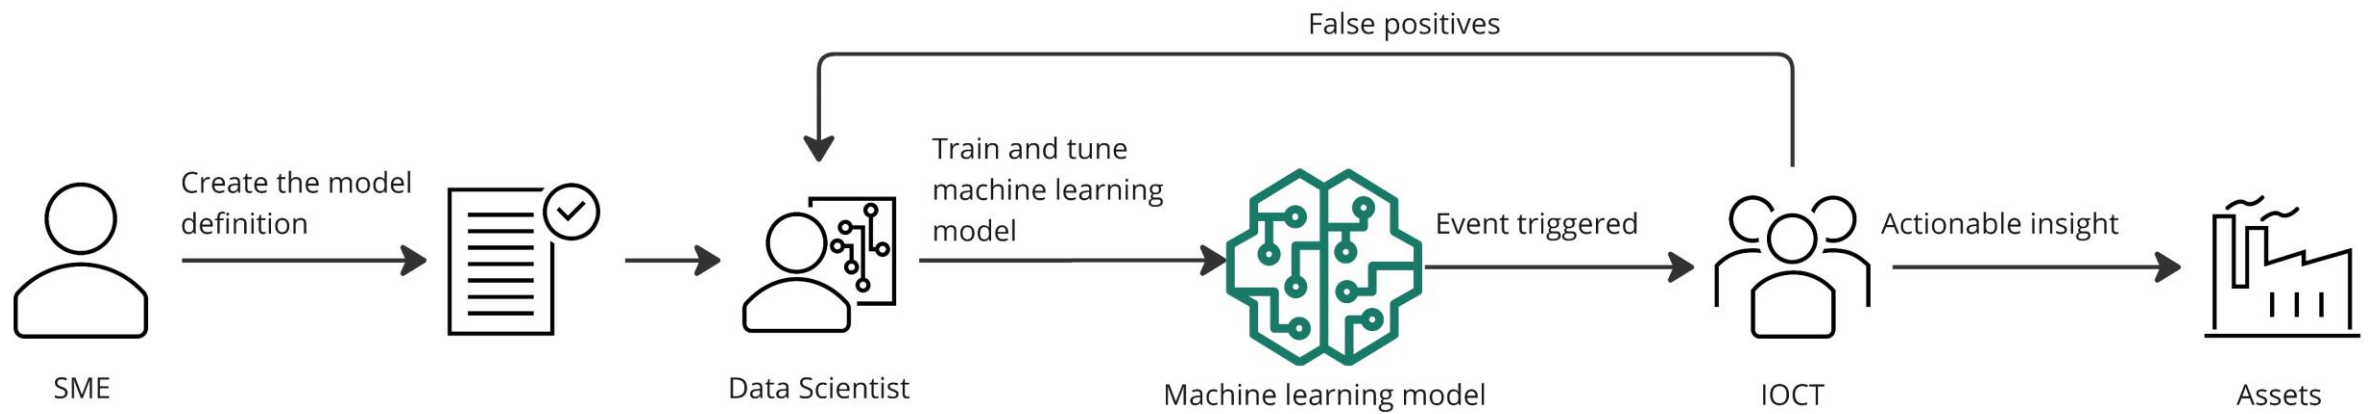 False positives
Create the model
definition
Train and tune
machine learning
model
Event triggered
Actionable insight
SME
Data Scientist
Machine learning model
IOCT
Assets